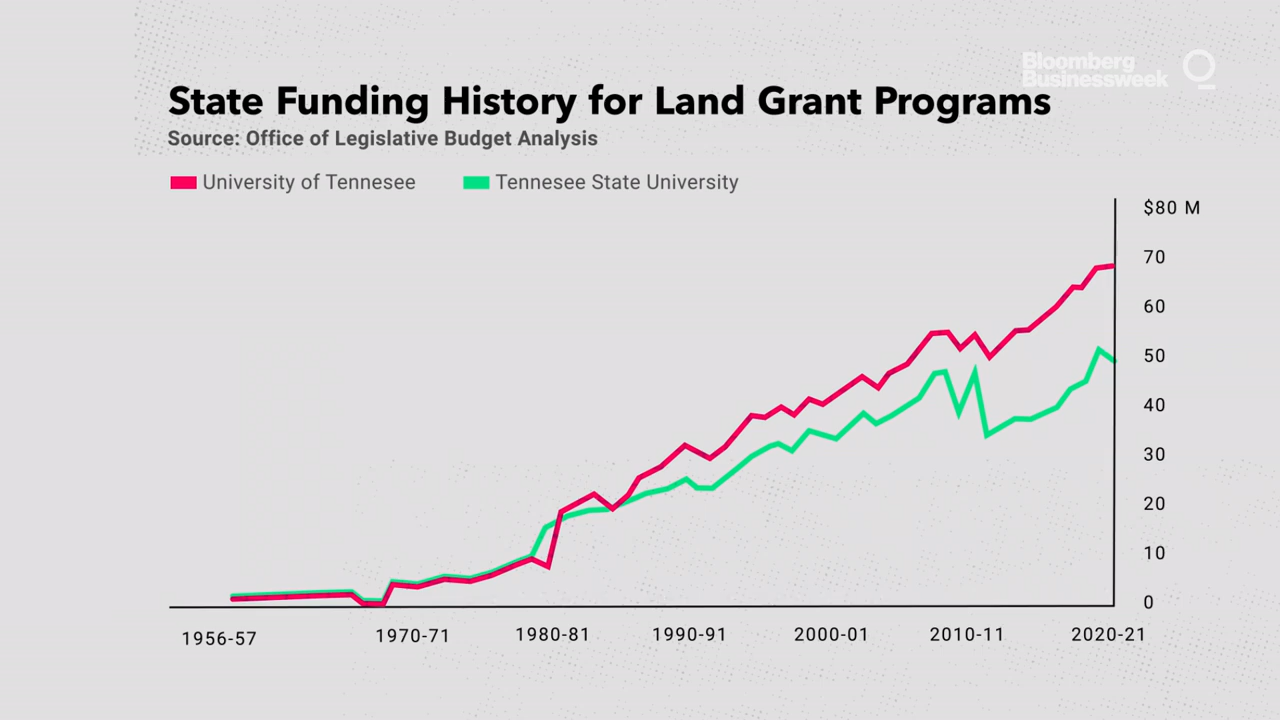 Bloomberg
Businessweek
State Funding History for Land Grant Programs
Source: Office of Legislative Budget Analysis
University of Tennesee
Tennesee State University
$80 M
70
60
50
40
30
20
10
0
1956-57
1970-71
1980-81
1990-91
2000-01
2010-11
2020-21